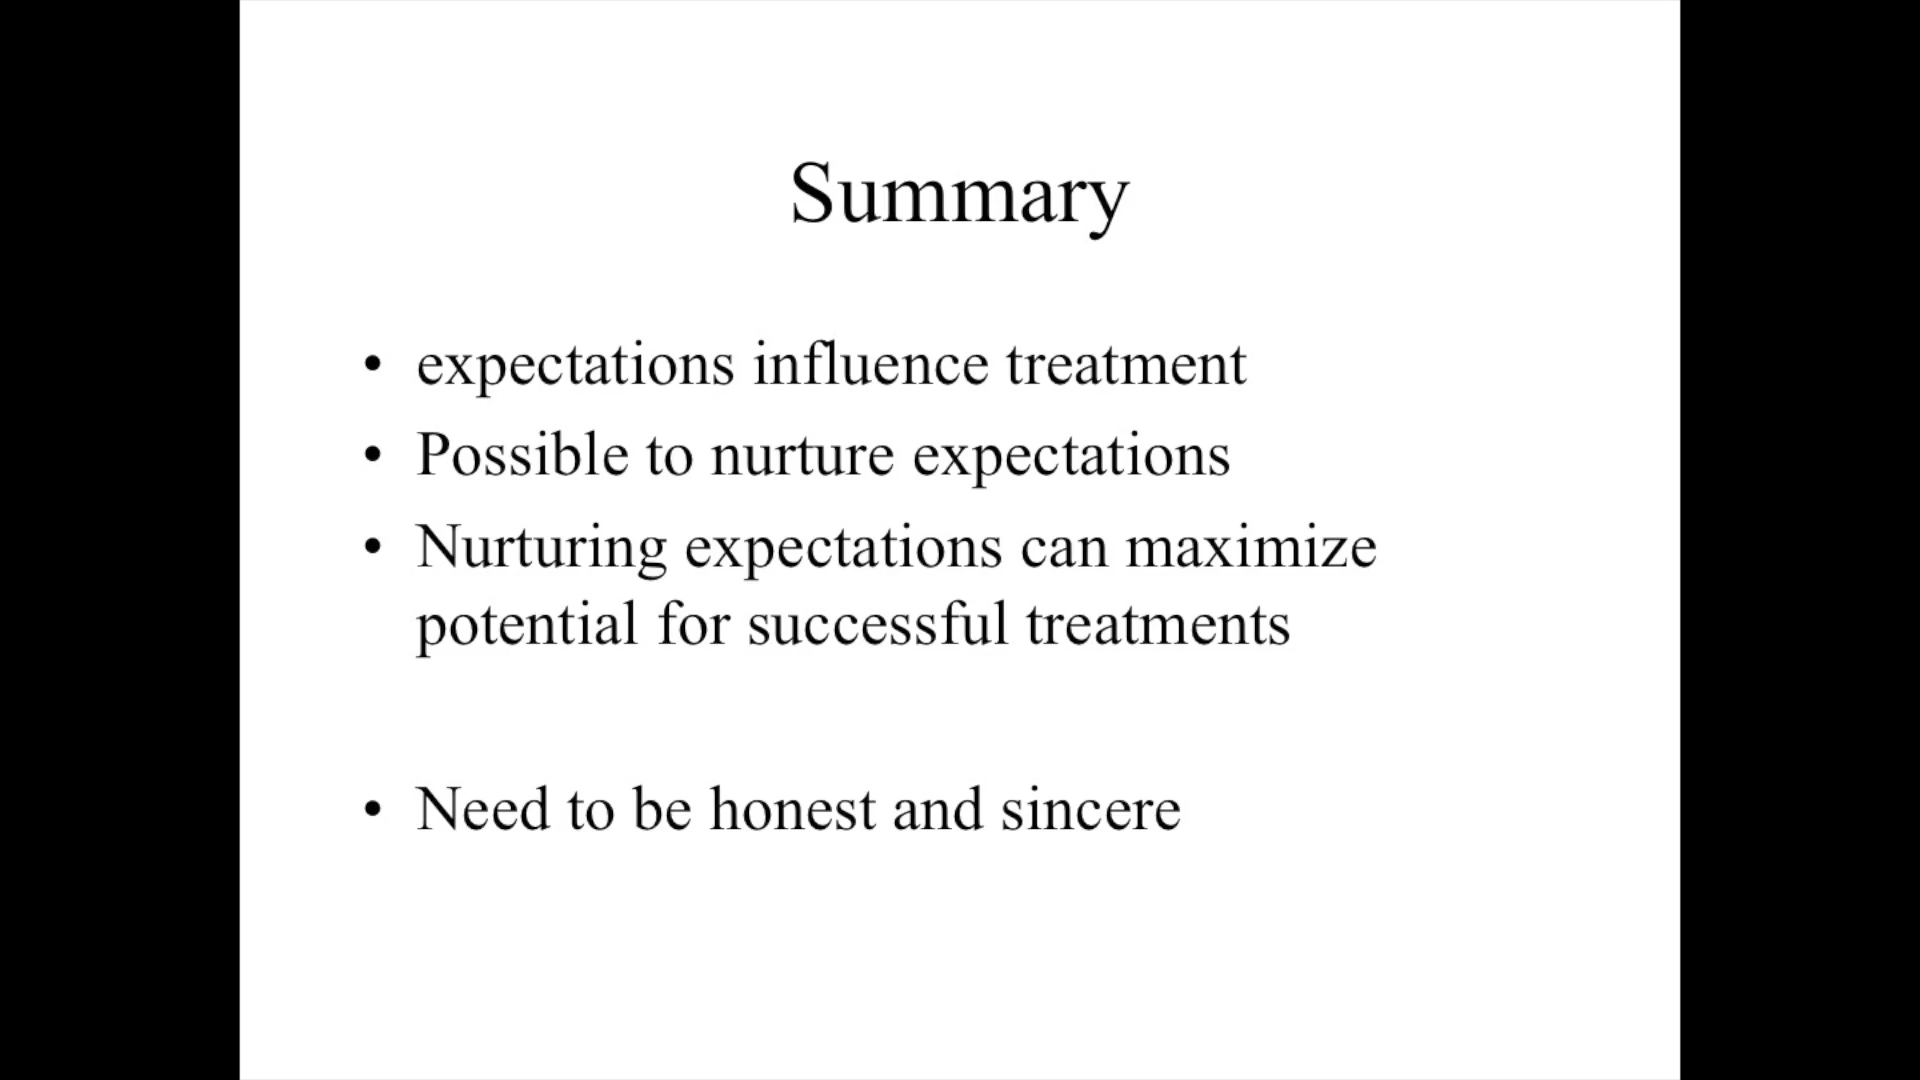 Summary
• expectations influence treatment
• Possible to nurture expectations
• Nurturing expectations can maximize
potential for successful treatments
• Need to be honest and sincere